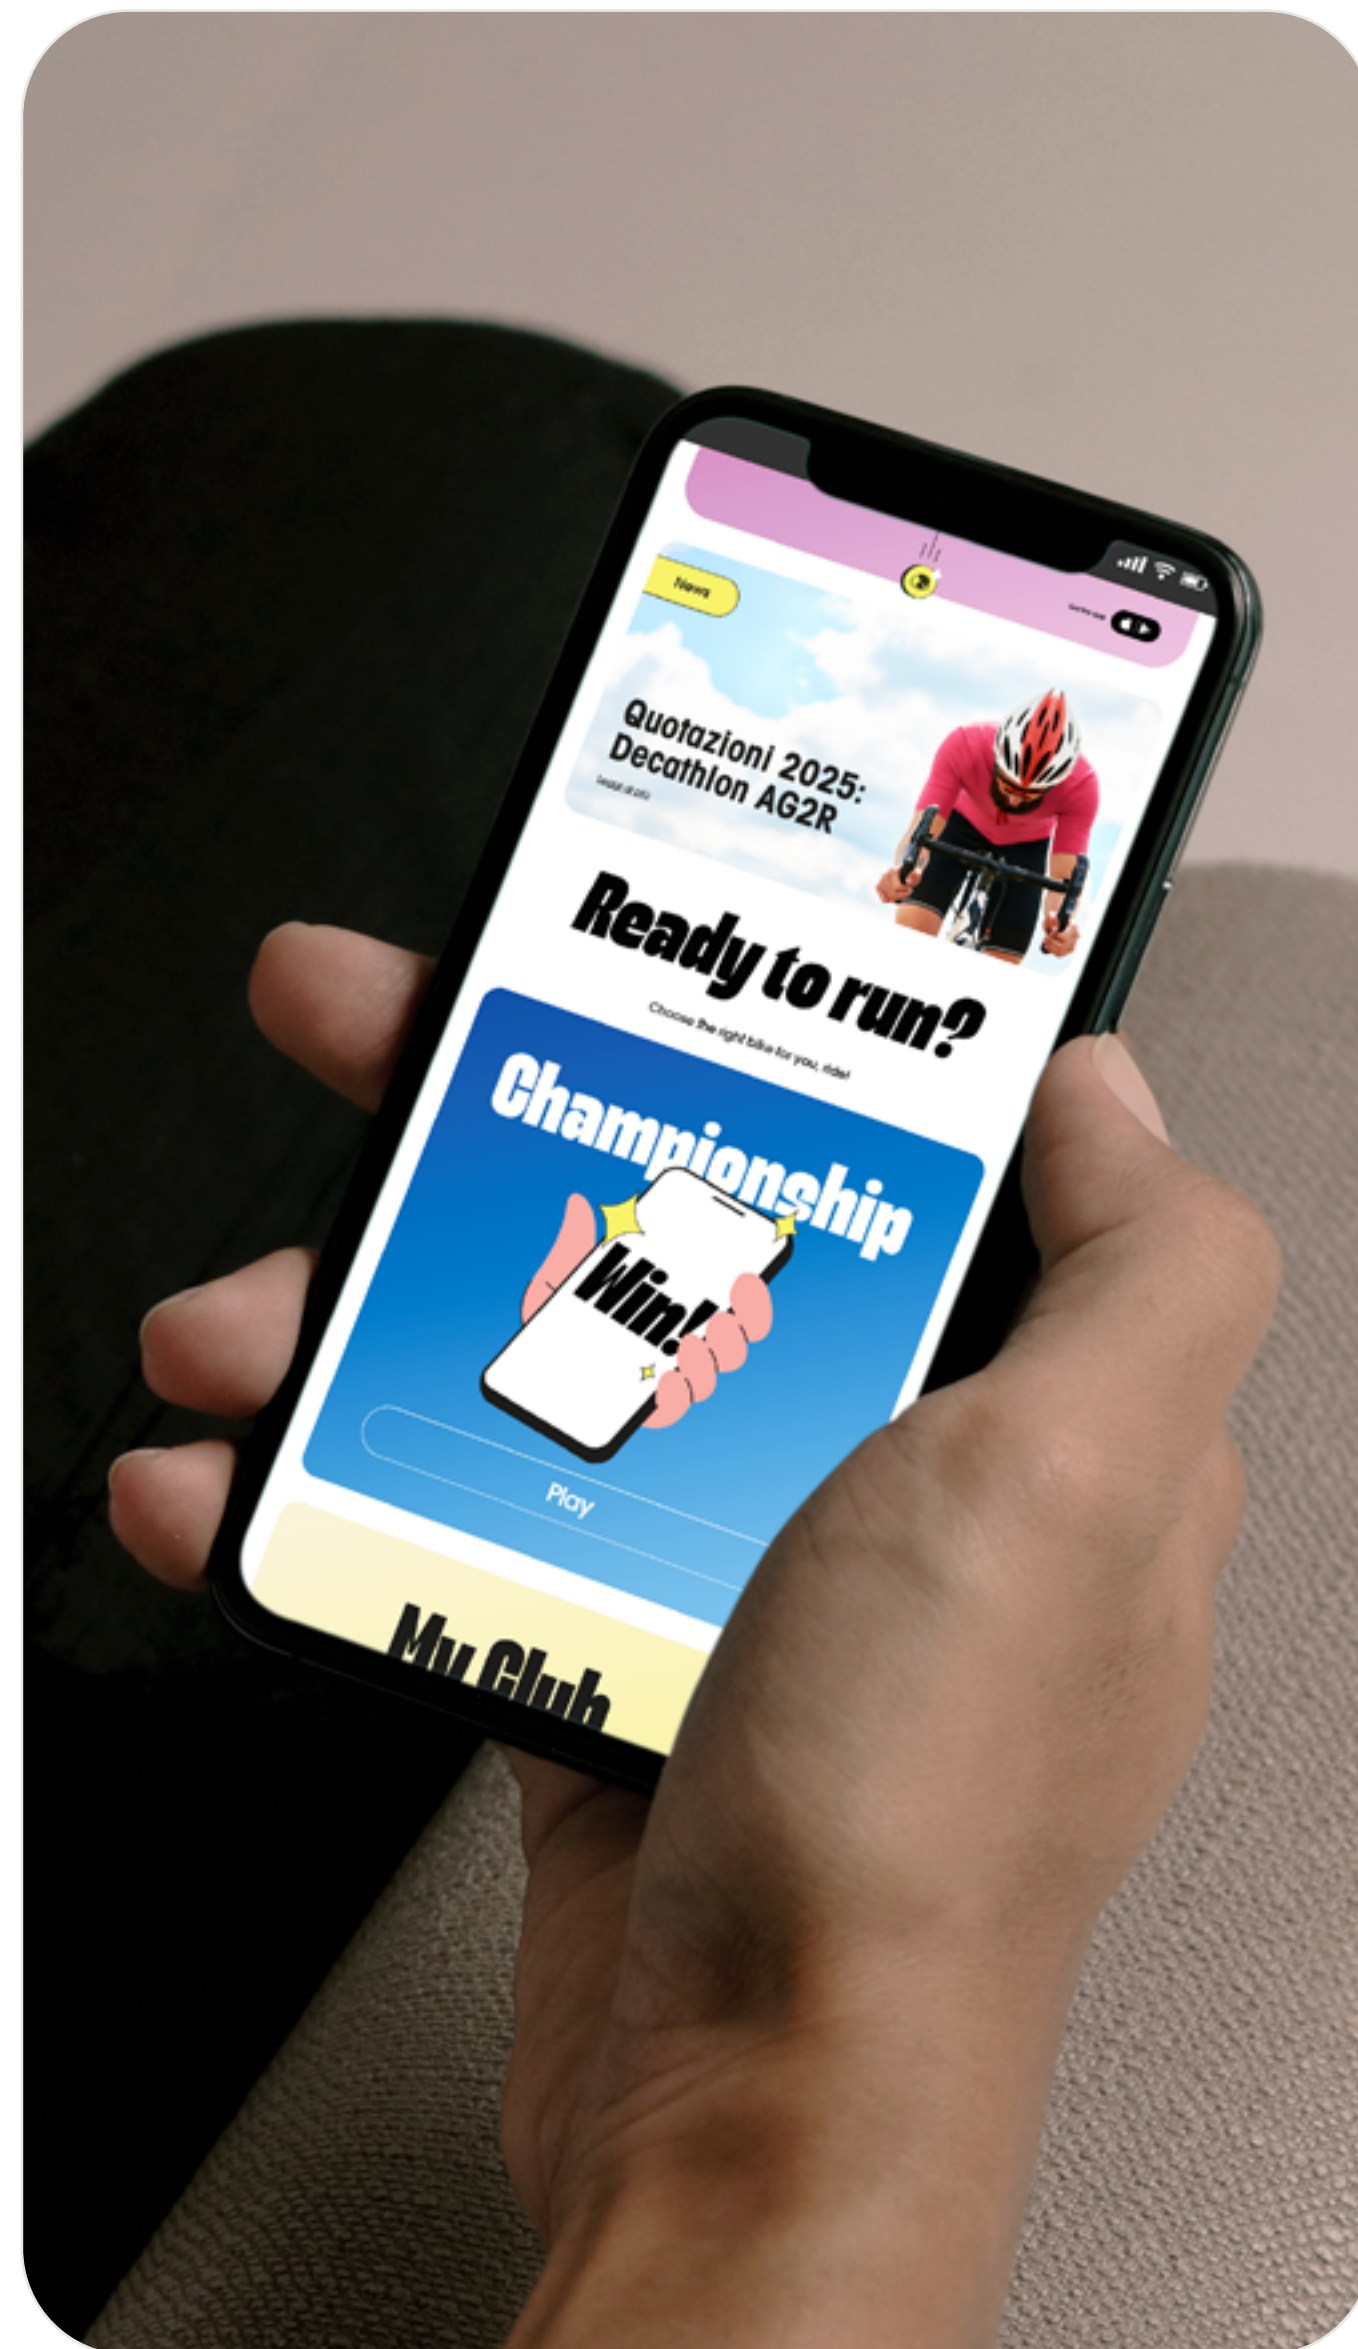 News
Quotazioni 2025:
Decathlon AG2R
Ready to run?
Choose the right bike for you, ride!
Championship
Win!
Play
My Club